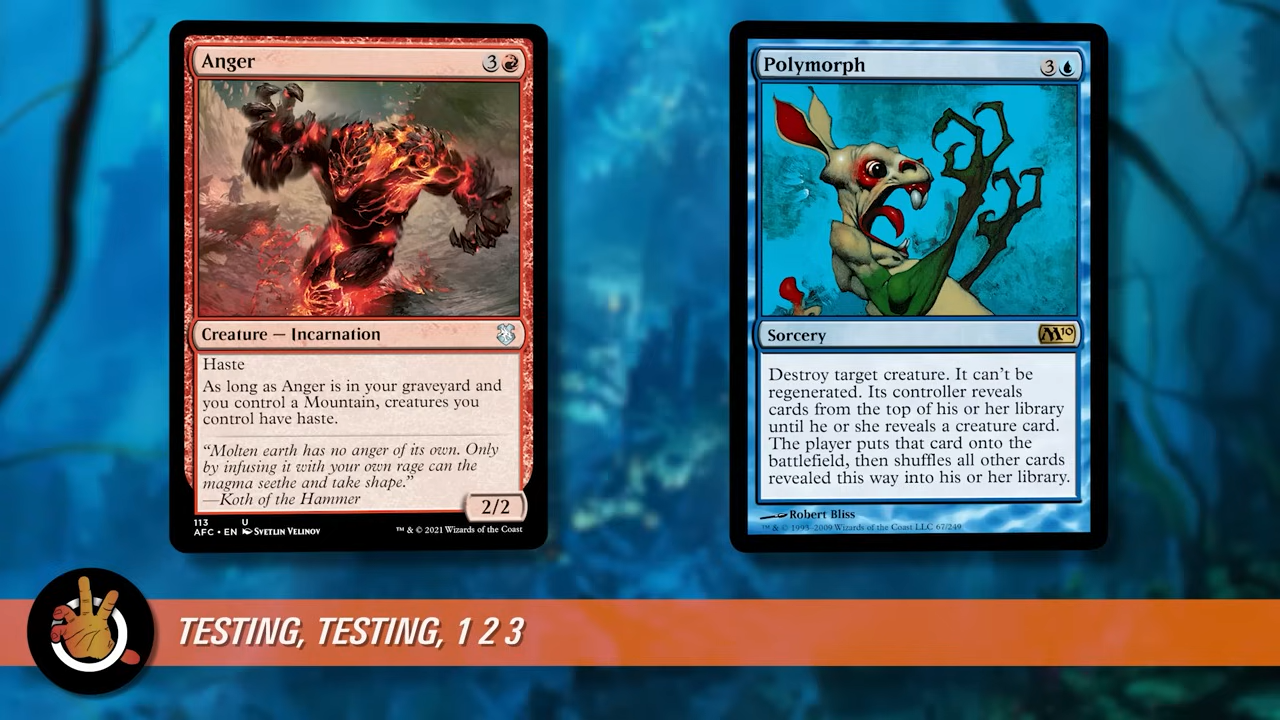 Anger
3
Creature — Incarnation
Haste
As long as Anger is in your graveyard and
you control a Mountain, creatures you
control have haste.
“Molten earth has no anger of its own. Only
by infusing it with your own rage can the
magma seethe and take shape.”
—Koth of the Hammer
2/2
113 U
AFC • EN Svetlin Velinov
™ & © 2021 Wizards of the Coast
Polymorph
3
Sorcery
M10
Destroy target creature. It can’t be
regenerated. Its controller reveals
cards from the top of his or her library
until he or she reveals a creature card.
The player puts that card onto the
battlefield, then shuffles all other cards
revealed this way into his or her library.
Robert Bliss
™ & © 1993–2009 Wizards of the Coast LLC 67/249
TESTING, TESTING, 1 2 3